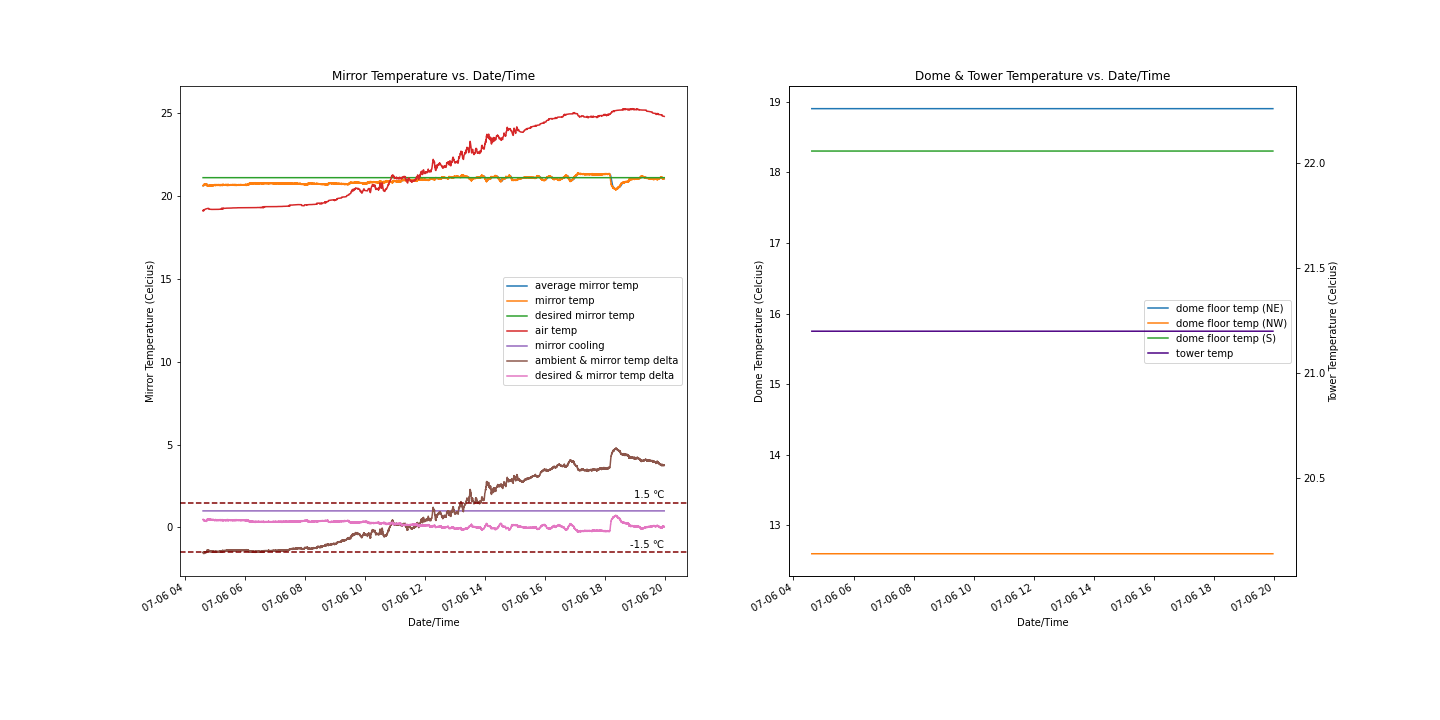 Mirror Temperature vs. Date/Time
Mirror Temperature (Celcius)
25
20
15
10
5
0
average mirror temp
mirror temp
desired mirror temp
air temp
mirror cooling
ambient & mirror temp delta
desired & mirror temp delta
1.5 ℃
-1.5 ℃
07-06 04
07-06 06
07-06 08
07-06 10
07-06 12
07-06 14
07-06 16
07-06 18
07-06 20
Date/Time
Dome & Tower Temperature vs. Date/Time
Dome Temperature (Celcius)
19
18
17
16
15
14
13
dome floor temp (NE)
dome floor temp (NW)
dome floor temp (S)
tower temp
22.0
21.5
21.0
20.5
Tower Temperature (Celcius)
07-06 04
07-06 06
07-06 08
07-06 10
07-06 12
07-06 14
07-06 16
07-06 18
07-06 20
Date/Time